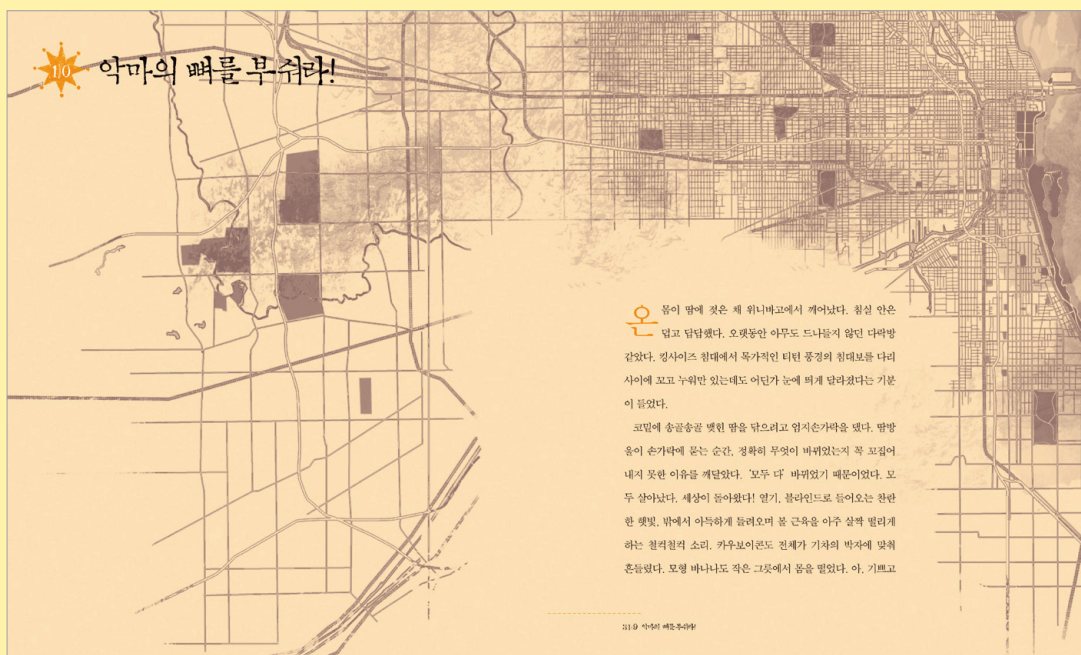 10 악마의 뼈를 부숴라!
온몸이 땀에 젖은 채 위니바고에서 깨어났다. 침실 안은
덥고 답답했다. 오랫동안 아무도 드나들지 않던 다락방
같았다. 킹사이즈 침대에서 목가적인 티턴 풍경의 침대보를 다리
사이에 꼬고 누워만 있는데도 어딘가 눈에 띄게 달라졌다는 기분
이 들었다.
코밑에 송골송골 맺힌 땀을 닦으려고 엄지손가락을 댔다. 땀방
울이 손가락에 묻는 순간, 정확히 무엇이 바뀌었는지 꼭 꼬집어
내지 못한 이유를 깨달았다. '모두 다' 바뀌었기 때문이었다. 모
두 살아났다. 세상이 돌아왔다! 열기, 블라인드로 들어오는 찬란
한 햇빛, 밖에서 아득하게 들려오며 볼 근육을 아주 살짝 떨리게
하는 철컥철컥 소리. 카우보이콘도 전체가 기차의 박자에 맞춰
흔들렸다. 모형 바나나도 작은 그릇에서 몸을 떨었다. 아, 기쁘고
319 악마의 뼈를 부숴라!